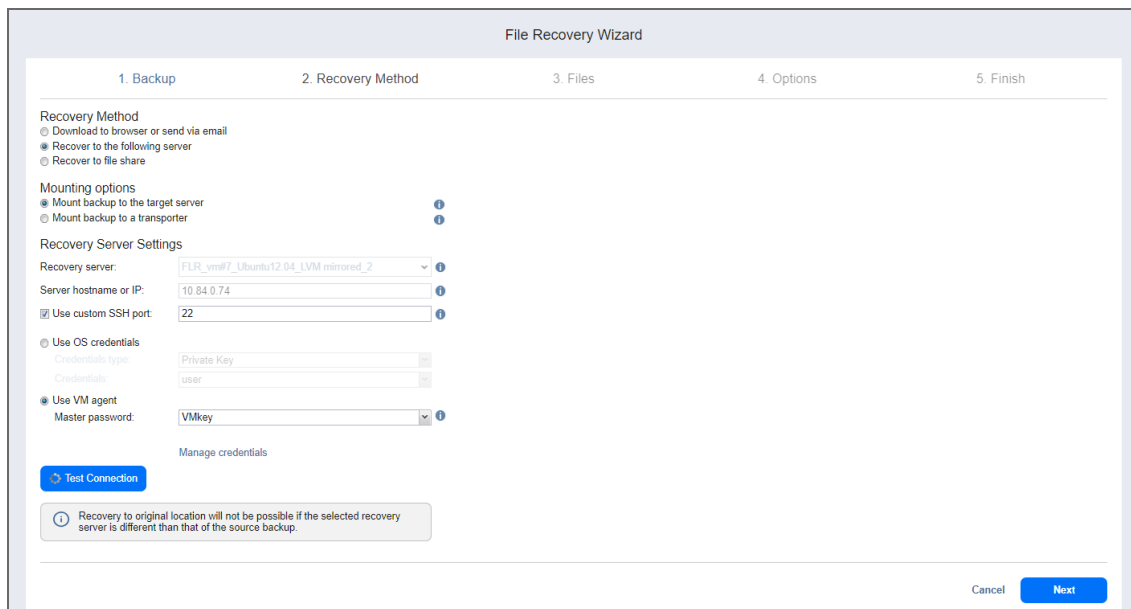 File Recovery Wizard
1. Backup 2. Recovery Method 3. Files 4. Options 5. Finish
Recovery Method
Download to browser or send via email
Recover to the following server
Recover to file share
Mounting options
Mount backup to the target server
Mount backup to a transporter
Recovery Server Settings
Recovery server: FLR_vm#7_Ubuntu12.04_LVM mirrored_2
Server hostname or IP: 10.84.0.74
Use custom SSH port: 22
Use OS credentials
Credentials type: Private Key
Credentials: user
Use VM agent
Master password: VMkey
Manage credentials
Test Connection
Recovery to original location will not be possible if the selected recovery
server is different than that of the source backup.
Cancel Next